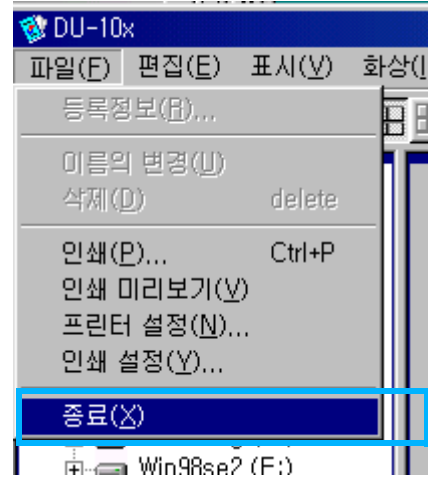 DU-10x
파일(F) 편집(E) 표시(V) 화상(I
등록정보(R)...
이름의 변경(U)
삭제(D) delete
인쇄(P)... Ctrl+P
인쇄 미리보기(V)
프린터 설정(N)...
인쇄 설정(Y)...
종료(X)
Win98se2 (F:)